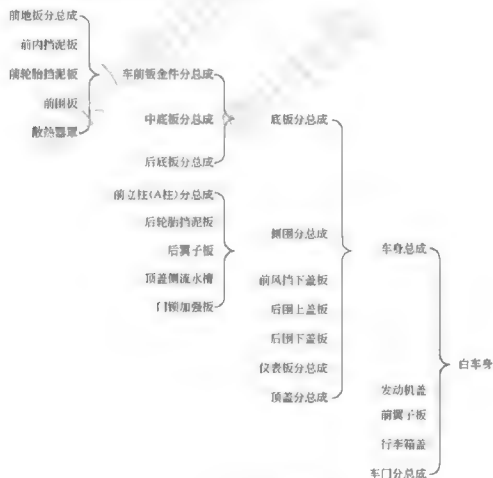 前地板分总成
前内挡泥板
前轮胎挡泥板
前围板
散热器罩
车前钣金件分总成
中底板分总成
后底板分总成
底板分总成
前立柱(A柱)分总成
后轮胎挡泥板
后翼子板
顶盖侧流水槽
门锁加强板
侧围分总成
前风挡下盖板
后围上盖板
后围下盖板
仪表板分总成
顶盖分总成
车身总成
发动机盖
前翼子板
行李箱盖
车门分总成
白车身